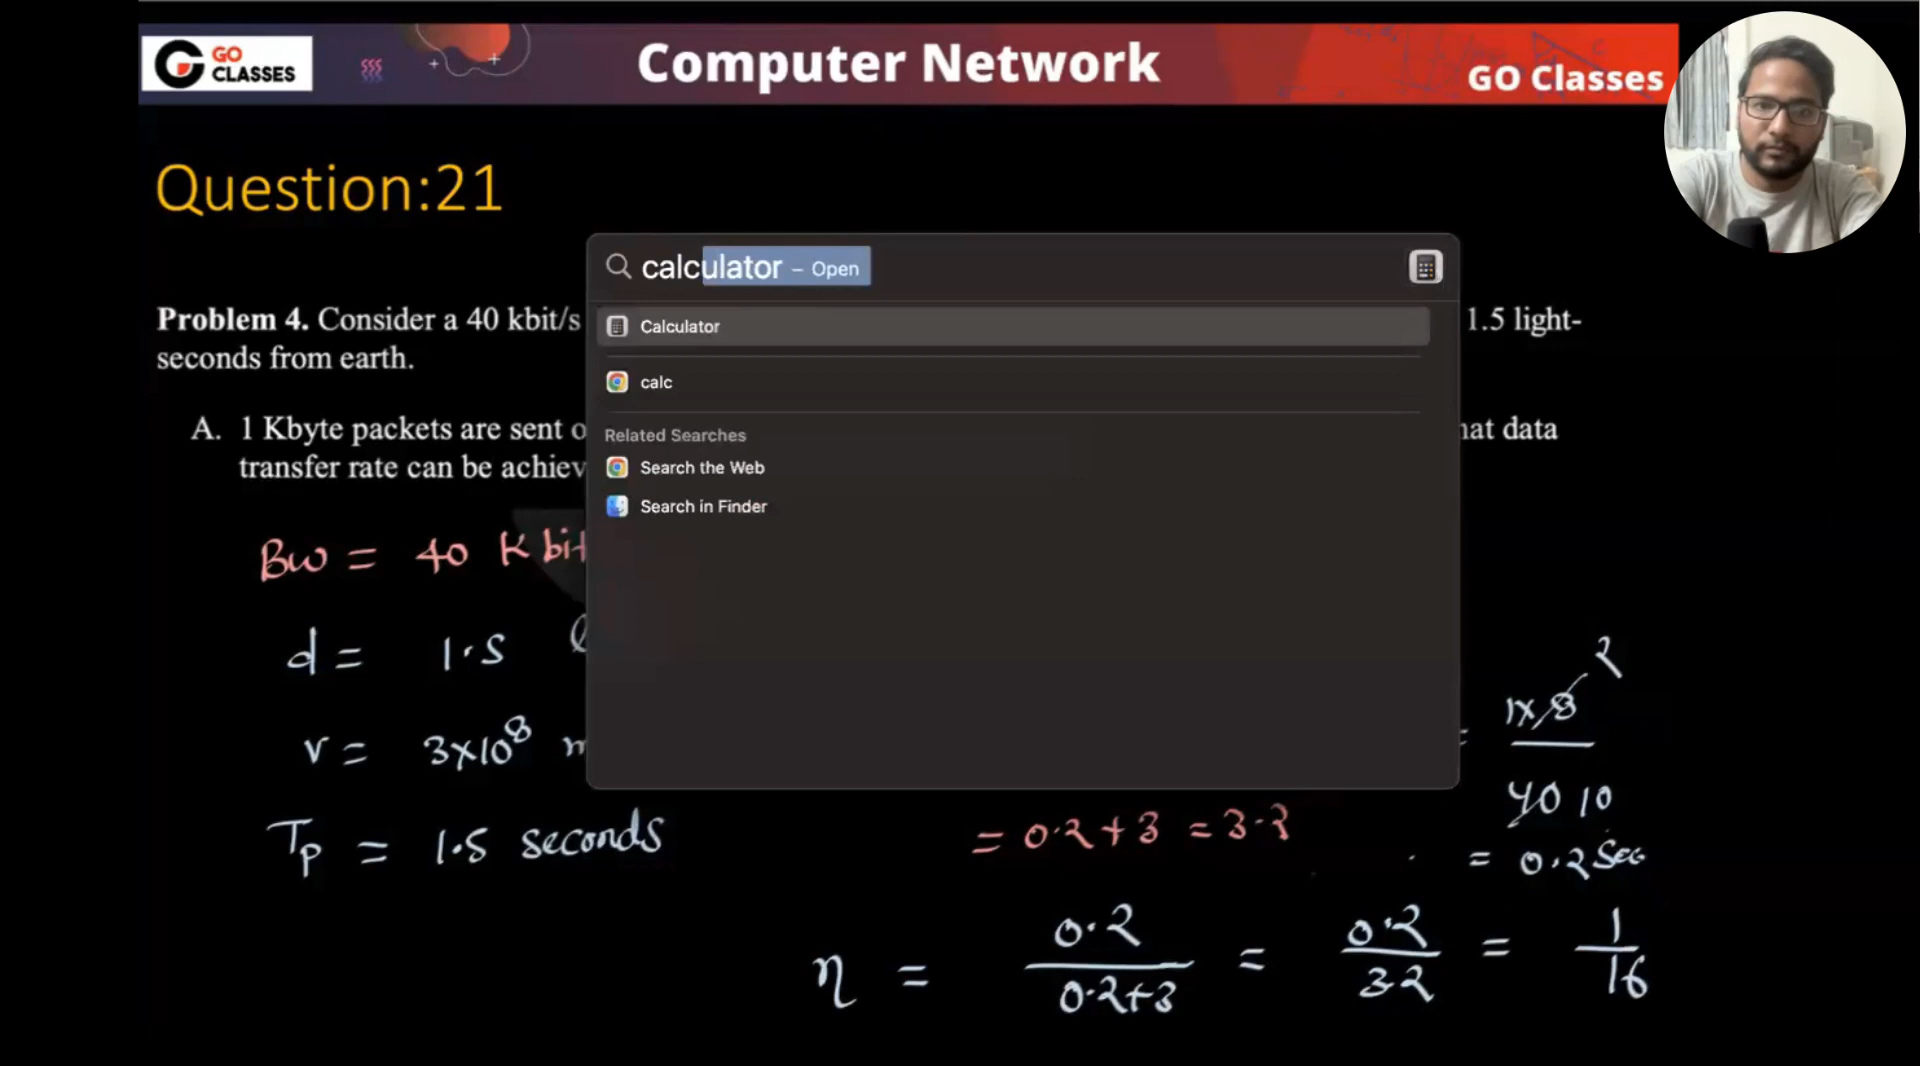 GO
CLASSES
Computer Network
GO Classes
Question:21
calculator – Open
Calculator
calc
Related Searches
Search the Web
Search in Finder
Problem 4. Consider a 40 kbit/s
1.5 light-
seconds from earth.
A. 1 Kbyte packets are sent o
hat data
transfer rate can be achiev
BW = 40 K bit
d = 1.5
v = 3×10⁸ m
Tp = 1.5 seconds
1×8 2
=
40 10
= 0.2 Sec
= 0.2+3 = 3.2
η = 0.2/0.2+3 = 0.2/3.2 = 1/16